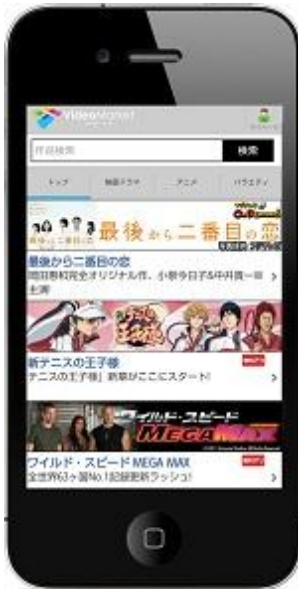 VideoMarket
作品検索
検索
トップ
映画ドラマ
アニメ
バラエティ
最後から二番目の恋
最後から二番目の恋
岡田惠和完全オリジナル作、小泉今日子&中井貴一W
主演!
新テニスの王子様
テニスの王子様」新章がここにスタート!
ワイルド・スピード
MEGAMAX
ワイルド・スピード MEGA MAX
全世界63ヶ国No.1記録更新ラッシュ!